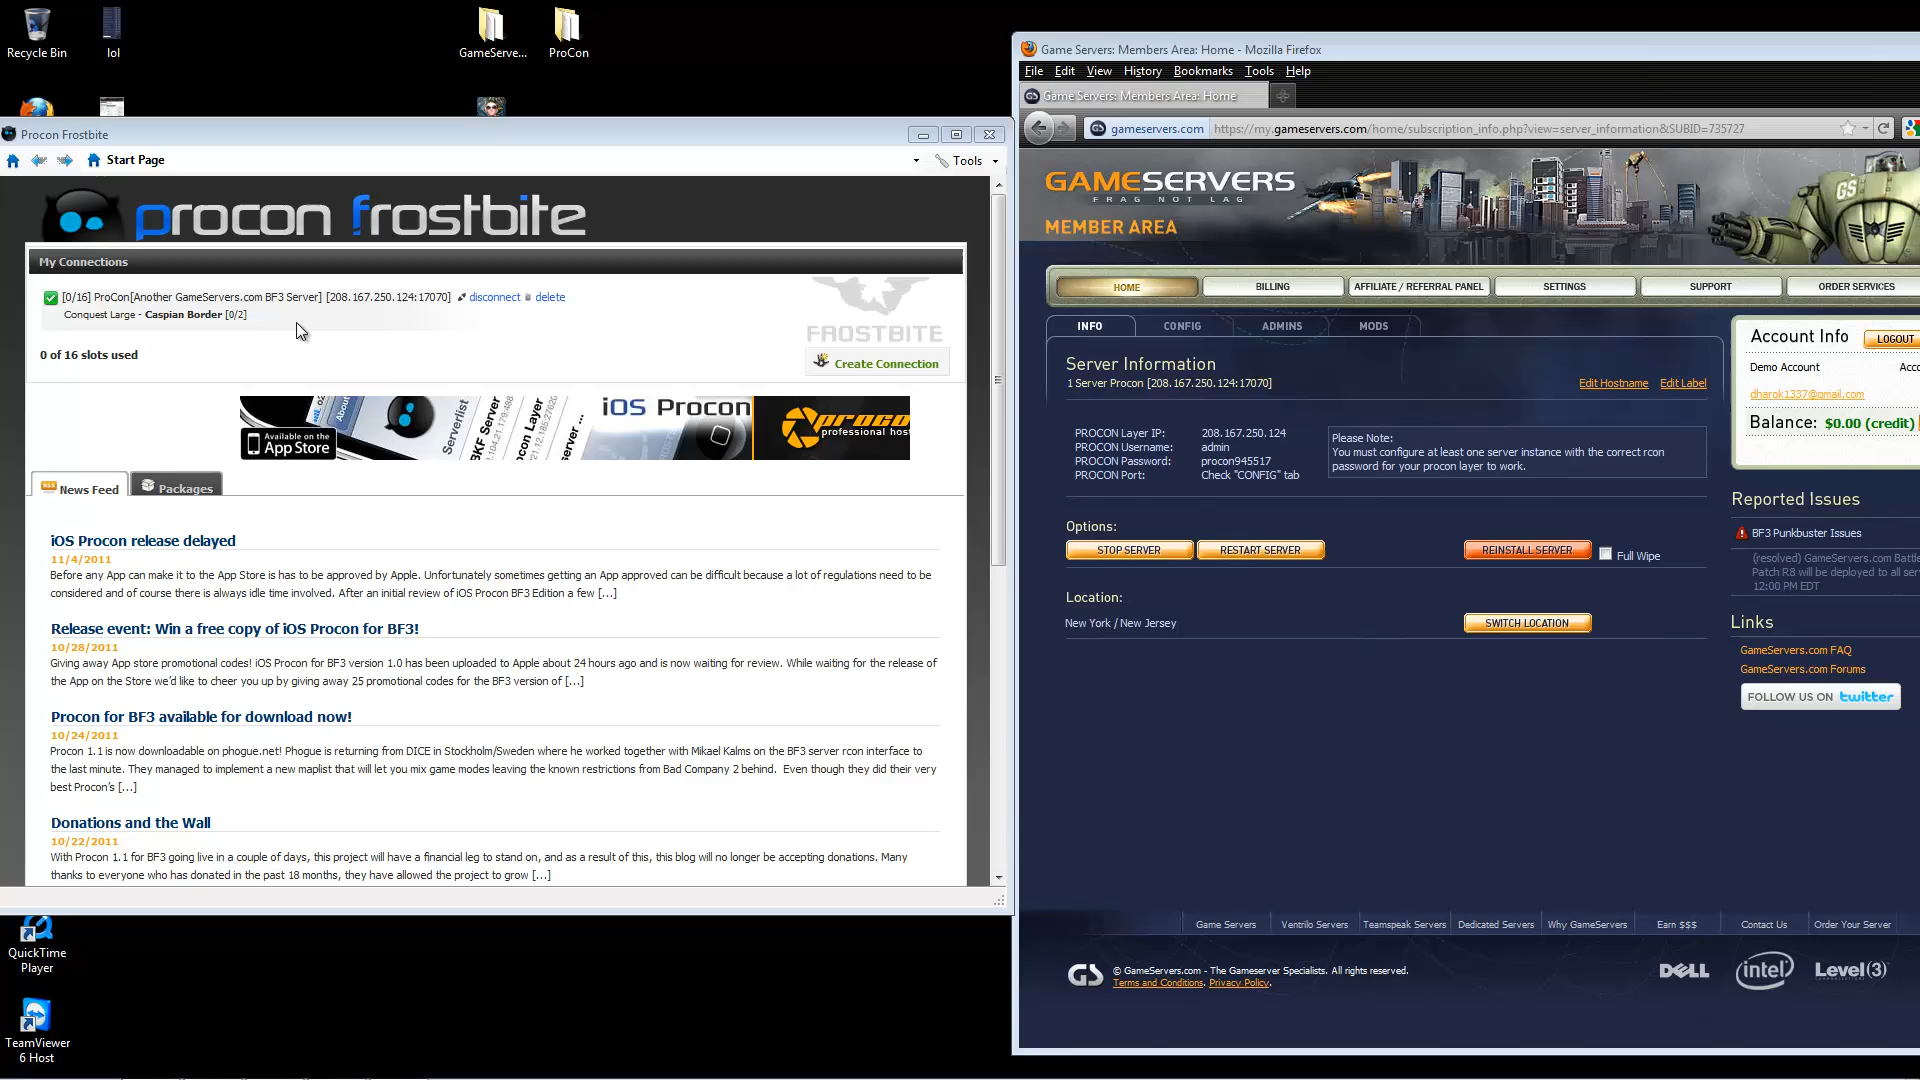 Recycle Bin
lol
GameServe...
ProCon
Procon Frostbite
Start Page
Tools
procon frostbite
My Connections
[0/16] ProCon[Another GameServers.com BF3 Server] [208.167.250.124:17070] disconnect delete
Conquest Large - Caspian Border [0/2]
FROSTBITE
0 of 16 slots used
Create Connection
Available on the
App Store
Serverlist
iOS Procon
professional
News Feed
Packages
iOS Procon release delayed
11/4/2011
Before any App can make it to the App Store is has to be approved by Apple. Unfortunately sometimes getting an App approved can be difficult because a lot of regulations need to be
considered and of course there is always idle time involved. After an initial review of iOS Procon BF3 Edition a few [...]
Release event: Win a free copy of iOS Procon for BF3!
10/28/2011
Giving away App store promotional codes! iOS Procon for BF3 version 1.0 has been uploaded to Apple about 24 hours ago and is now waiting for review. While waiting for the release of
the App on the Store we'd like to cheer you up by giving away 25 promotional codes for the BF3 version of [...]
Procon for BF3 available for download now!
10/24/2011
Procon 1.1 is now downloadable on phogue.net! Phogue is returning from DICE in Stockholm/Sweden where he worked together with Mikael Kalms on the BF3 server rcon interface to
the last minute. They managed to implement a new maplist that will let you mix game modes leaving the known restrictions from Bad Company 2 behind. Even though they did their very
best Procon's [...]
Donations and the Wall
10/22/2011
With Procon 1.1 for BF3 going live in a couple of days, this project will have a financial leg to stand on, and as a result of this, this blog will no longer be accepting donations. Many
thanks to everyone who has donated in the past 18 months, they have allowed the project to grow [...]
QuickTime
Player
TeamViewer
6 Host
Game Servers: Members Area: Home - Mozilla Firefox
File Edit View History Bookmarks Tools Help
Game Servers: Members Area: Home
gameservers.com https://my.gameservers.com/home/subscription_info.php?view=server_information&SUBID=735727
GAMESERVERS
FRAG NOT LAG
MEMBER AREA
GS
HOME
BILLING
AFFILIATE / REFERRAL PANEL
SETTINGS
SUPPORT
ORDER SERVICES
INFO
CONFIG
ADMINS
MODS
Server Information
1 Server Procon [208.167.250.124:17070]
Edit Hostname Edit Label
PROCON Layer IP: 208.167.250.124
PROCON Username: admin
PROCON Password: procon945517
PROCON Port: Check "CONFIG" tab
Please Note:
You must configure at least one server instance with the correct rcon
password for your procon layer to work.
Options:
STOP SERVER
RESTART SERVER
REINSTALL SERVER
Full Wipe
Location:
New York / New Jersey
SWITCH LOCATION
Account Info
LOGOUT
Demo Account
dharok1337@gmail.com
Balance: $0.00 (credit)
Reported Issues
BF3 Punkbuster Issues
(resolved) GameServers.com
Patch R8 will be deployed to all
12:00 PM EDT
Links
GameServers.com FAQ
GameServers.com Forums
FOLLOW US ON twitter
Game Servers
Ventrilo Servers
Teamspeak Servers
Dedicated Servers
Why GameServers
Earn $$$
Contact Us
Order Your Server
GS
© GameServers.com - The Gameserver Specialists. All rights reserved.
Terms and Conditions. Privacy Policy.
DELL
intel
Level(3)